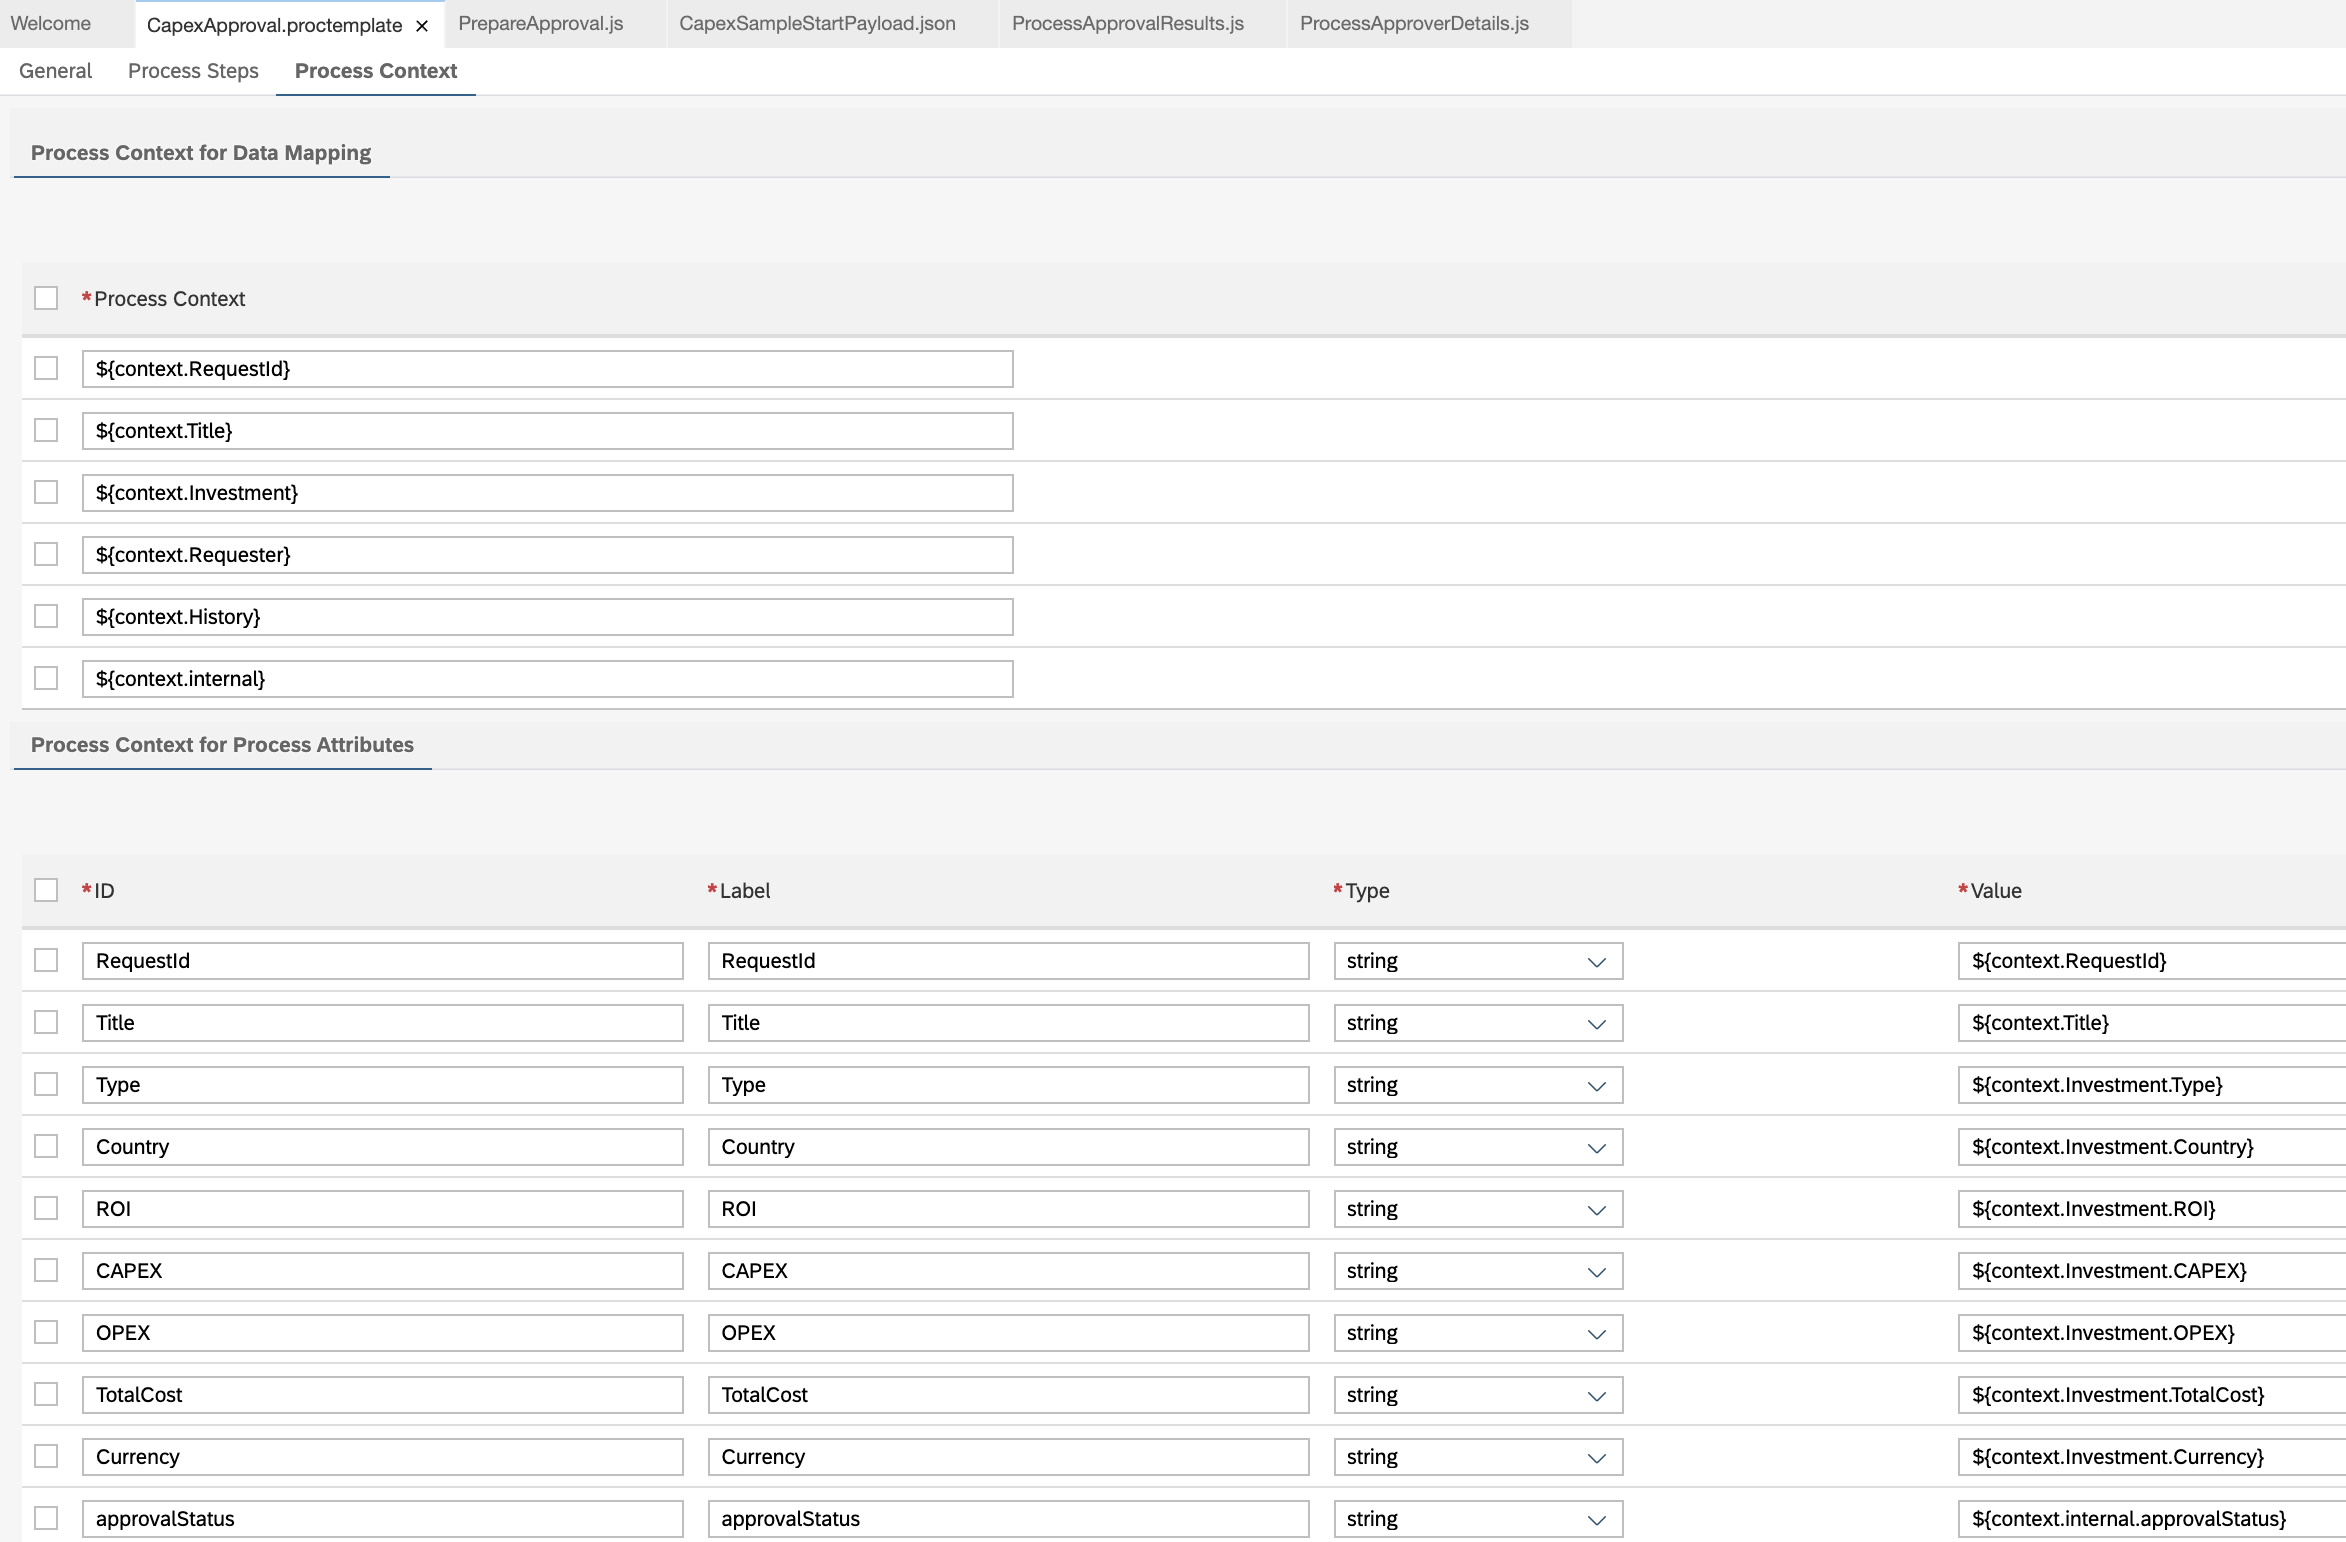 Welcome CapexApproval.proctemplate × PrepareApproval.js CapexSampleStartPayload.json ProcessApprovalResults.js ProcessApproverDetails.js
General Process Steps Process Context
Process Context for Data Mapping
*Process Context
${context.RequestId}
${context.Title}
${context.Investment}
${context.Requester}
${context.History}
${context.internal}
Process Context for Process Attributes
*ID *Label *Type *Value
RequestId RequestId string ${context.RequestId}
Title Title string ${context.Title}
Type Type string ${context.Investment.Type}
Country Country string ${context.Investment.Country}
ROI ROI string ${context.Investment.ROI}
CAPEX CAPEX string ${context.Investment.CAPEX}
OPEX OPEX string ${context.Investment.OPEX}
TotalCost TotalCost string ${context.Investment.TotalCost}
Currency Currency string ${context.Investment.Currency}
approvalStatus approvalStatus string ${context.internal.approvalStatus}